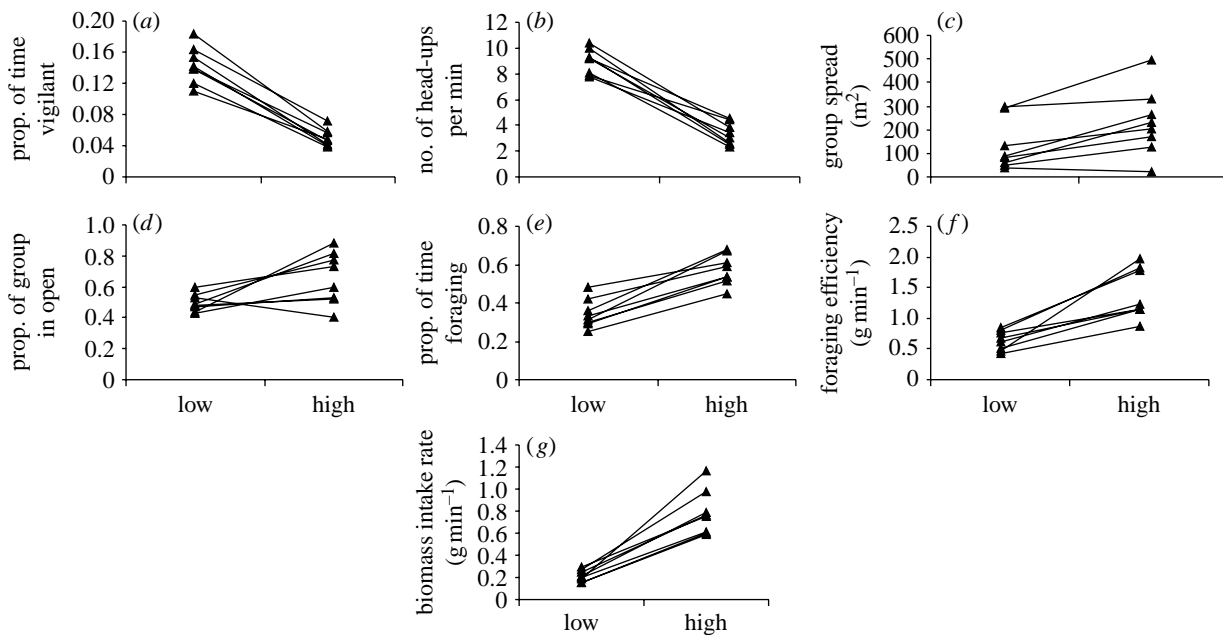 (a)
prop. of time
vigilant
0.20
0.16
0.12
0.08
0.04
0
(b)
no. of head-ups
per min
12
10
8
6
4
2
0
(c)
group spread
(m²)
600
500
400
300
200
100
0
(d)
prop. of group
in open
1.0
0.8
0.6
0.4
0.2
0
low high
(e)
prop. of time
foraging
0.8
0.6
0.4
0.2
0
low high
(f)
foraging efficiency
(g min⁻¹)
2.5
2.0
1.5
1.0
0.5
0
low high
(g)
biomass intake rate
(g min⁻¹)
1.4
1.2
1.0
0.8
0.6
0.4
0.2
0
low high